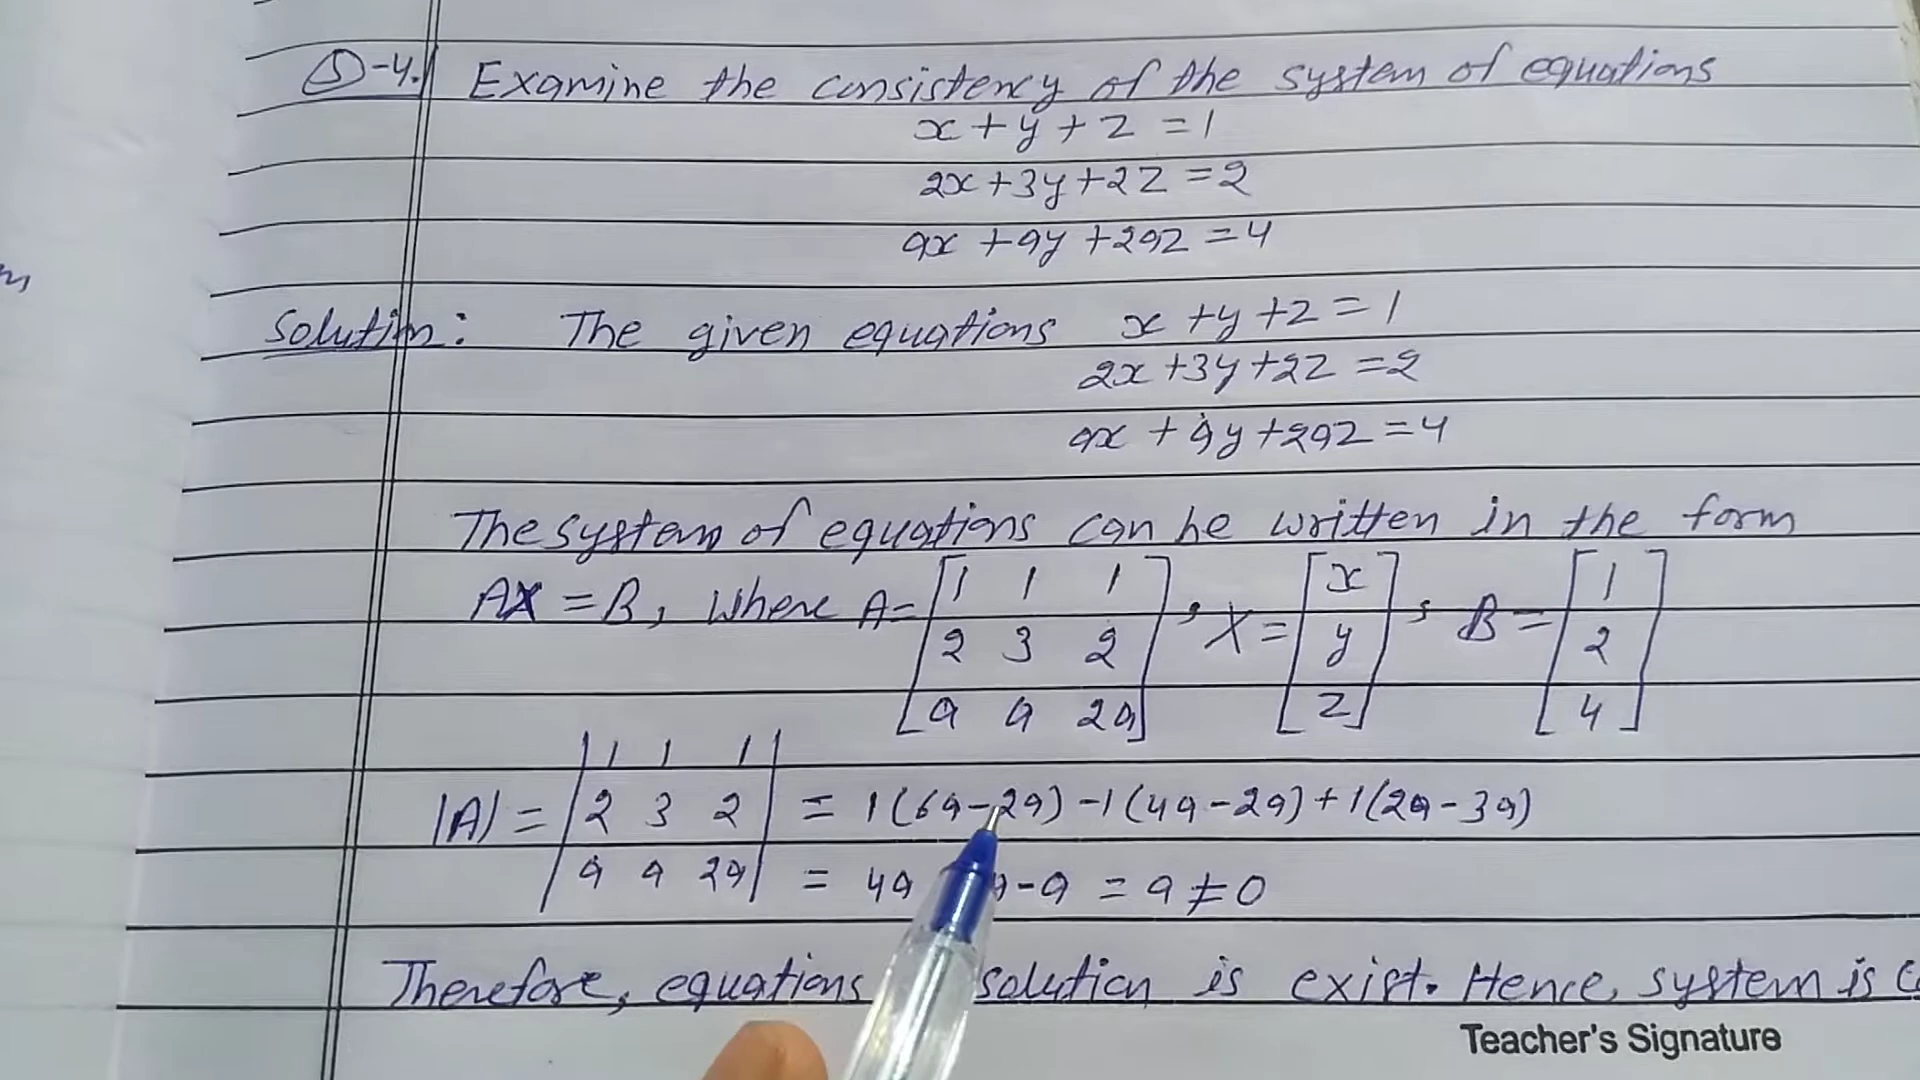 Q-4. Examine the consistency of the system of equations
x + y + z = 1
2x + 3y + 2z = 2
ax + ay + 2az = 4
Solution: The given equations x + y + z = 1
2x + 3y + 2z = 2
ax + ay + 2az = 4
The system of equations can be written in the form
AX = B, where A = [1 1 1; 2 3 2; a a 2a], X = [x; y; z]; B = [1; 2; 4]
|A| = |1 1 1; 2 3 2; a a 2a| = 1(6a - 2a) - 1(4a - 2a) + 1(2a - 3a)
= 4a - a = a ≠ 0
Therefore, equations solution is exist. Hence, system is
Teacher's Signature